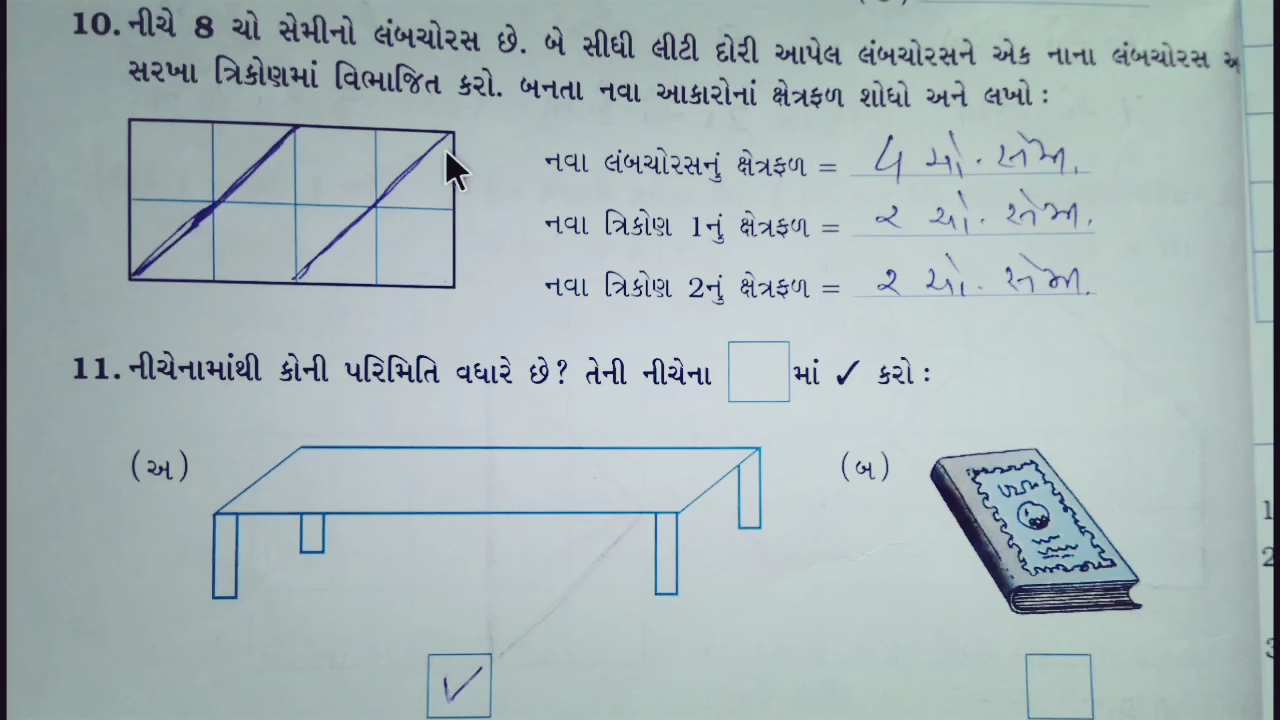 10. નીચે 8 ચો સેમીનો લંબચોરસ છે. બે સીધી લીટી દોરી આપેલ લંબચોરસને એક નાના લંબચોરસ
સરખા ત્રિકોણમાં વિભાજિત કરો. બનતા નવા આકારોનાં ક્ષેત્રફળ શોધો અને લખો :
નવા લંબચોરસનું ક્ષેત્રફળ = 4 ચો. સેમી.
નવા ત્રિકોણ 1નું ક્ષેત્રફળ = ૨ ચો. સેમી.
નવા ત્રિકોણ 2નું ક્ષેત્રફળ = ૨ ચો. સેમી.
11. નીચેનામાંથી કોની પરિમિતિ વધારે છે? તેની નીચેના માં ✓ કરો :
(અ) (બ)
✓